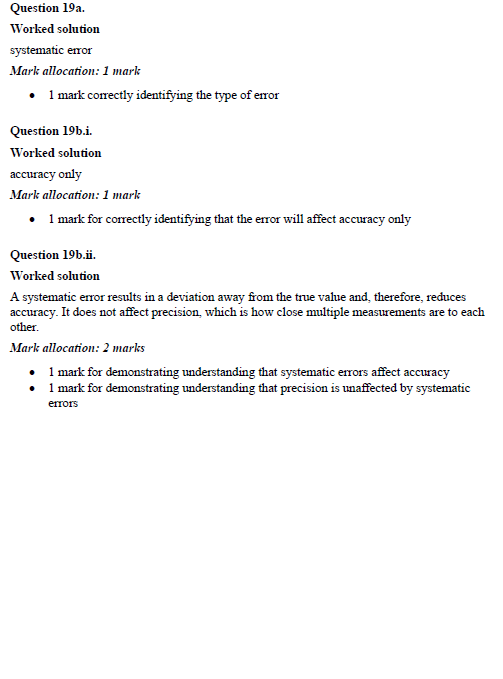 Question 19a.
Worked solution
systematic error
Mark allocation: 1 mark
• 1 mark correctly identifying the type of error
Question 19b.i.
Worked solution
accuracy only
Mark allocation: 1 mark
• 1 mark for correctly identifying that the error will affect accuracy only
Question 19b.ii.
Worked solution
A systematic error results in a deviation away from the true value and, therefore, reduces
accuracy. It does not affect precision, which is how close multiple measurements are to each
other.
Mark allocation: 2 marks
• 1 mark for demonstrating understanding that systematic errors affect accuracy
• 1 mark for demonstrating understanding that precision is unaffected by systematic
errors